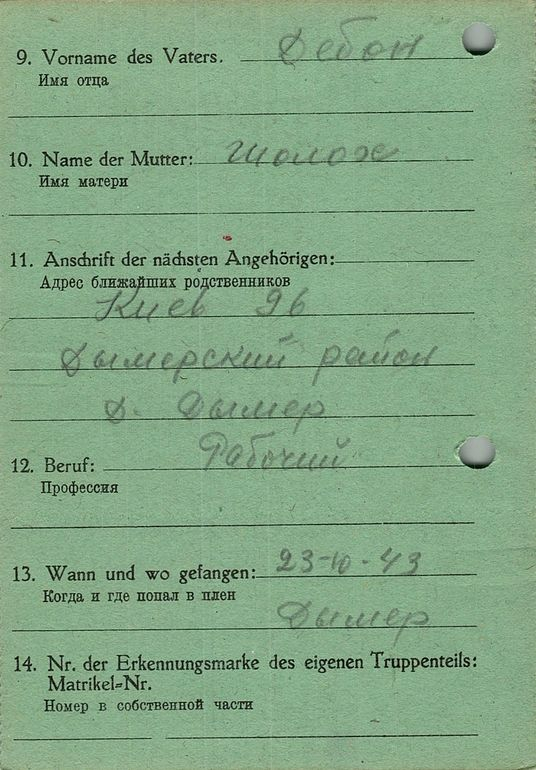 9. Vorname des Vaters.
Имя отца
10. Name der Mutter:
Имя матери
11. Anschrift der nächsten Angehörigen:
Адрес ближайших родственников
Киев 96
Дымерский район
д. Дымер
12. Beruf: Рабочий
Профессия
13. Wann und wo gefangen: 23-10-43
Когда и где попал в плен
Дымер
14. Nr. der Erkennungsmarke des eigenen Truppenteils:
Matrikel-Nr.
Номер в собственной части